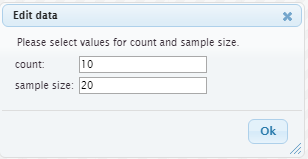 Edit data
Please select values for count and sample size.
count: 10
sample size: 20
Ok